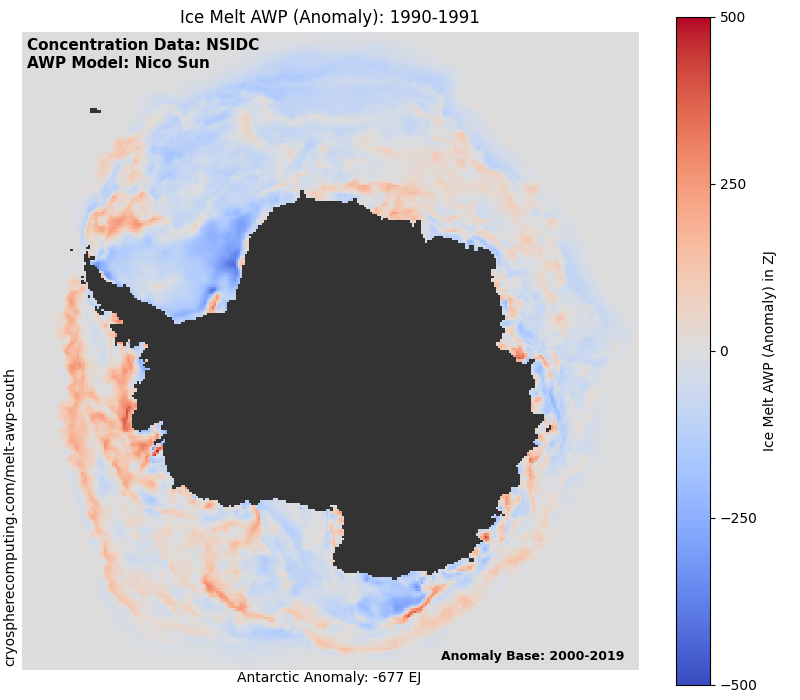 Ice Melt AWP (Anomaly): 1990-1991
Concentration Data: NSIDC
AWP Model: Nico Sun
cryospherecomputing.com/melt-awp-south
Anomaly Base: 2000-2019
Antarctic Anomaly: -677 EJ
500
250
0
−250
−500
Ice Melt AWP (Anomaly) in ZJ